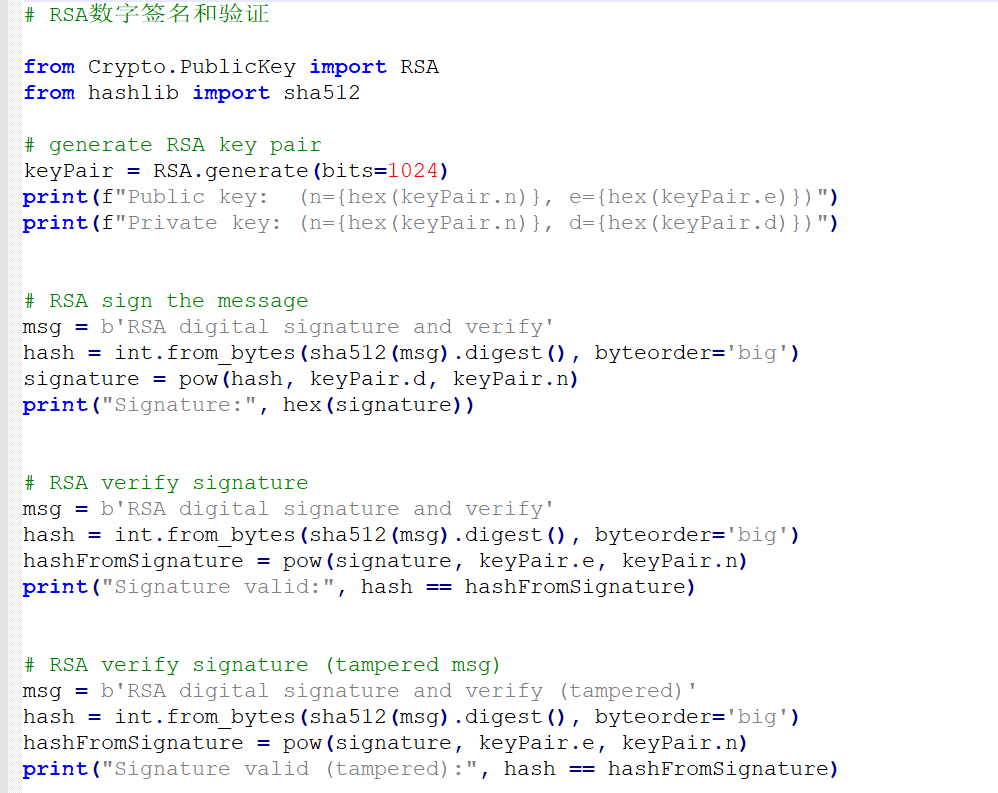 # RSA数字签名和验证
from Crypto.PublicKey import RSA
from hashlib import sha512
# generate RSA key pair
keyPair = RSA.generate(bits=1024)
print(f"Public key:  (n={hex(keyPair.n)}, e={hex(keyPair.e)})")
print(f"Private key: (n={hex(keyPair.n)}, d={hex(keyPair.d)})")
# RSA sign the message
msg = b'RSA digital signature and verify'
hash = int.from_bytes(sha512(msg).digest(), byteorder='big')
signature = pow(hash, keyPair.d, keyPair.n)
print("Signature:", hex(signature))
# RSA verify signature
msg = b'RSA digital signature and verify'
hash = int.from_bytes(sha512(msg).digest(), byteorder='big')
hashFromSignature = pow(signature, keyPair.e, keyPair.n)
print("Signature valid:", hash == hashFromSignature)
# RSA verify signature (tampered msg)
msg = b'RSA digital signature and verify (tampered)'
hash = int.from_bytes(sha512(msg).digest(), byteorder='big')
hashFromSignature = pow(signature, keyPair.e, keyPair.n)
print("Signature valid (tampered):", hash == hashFromSignature)